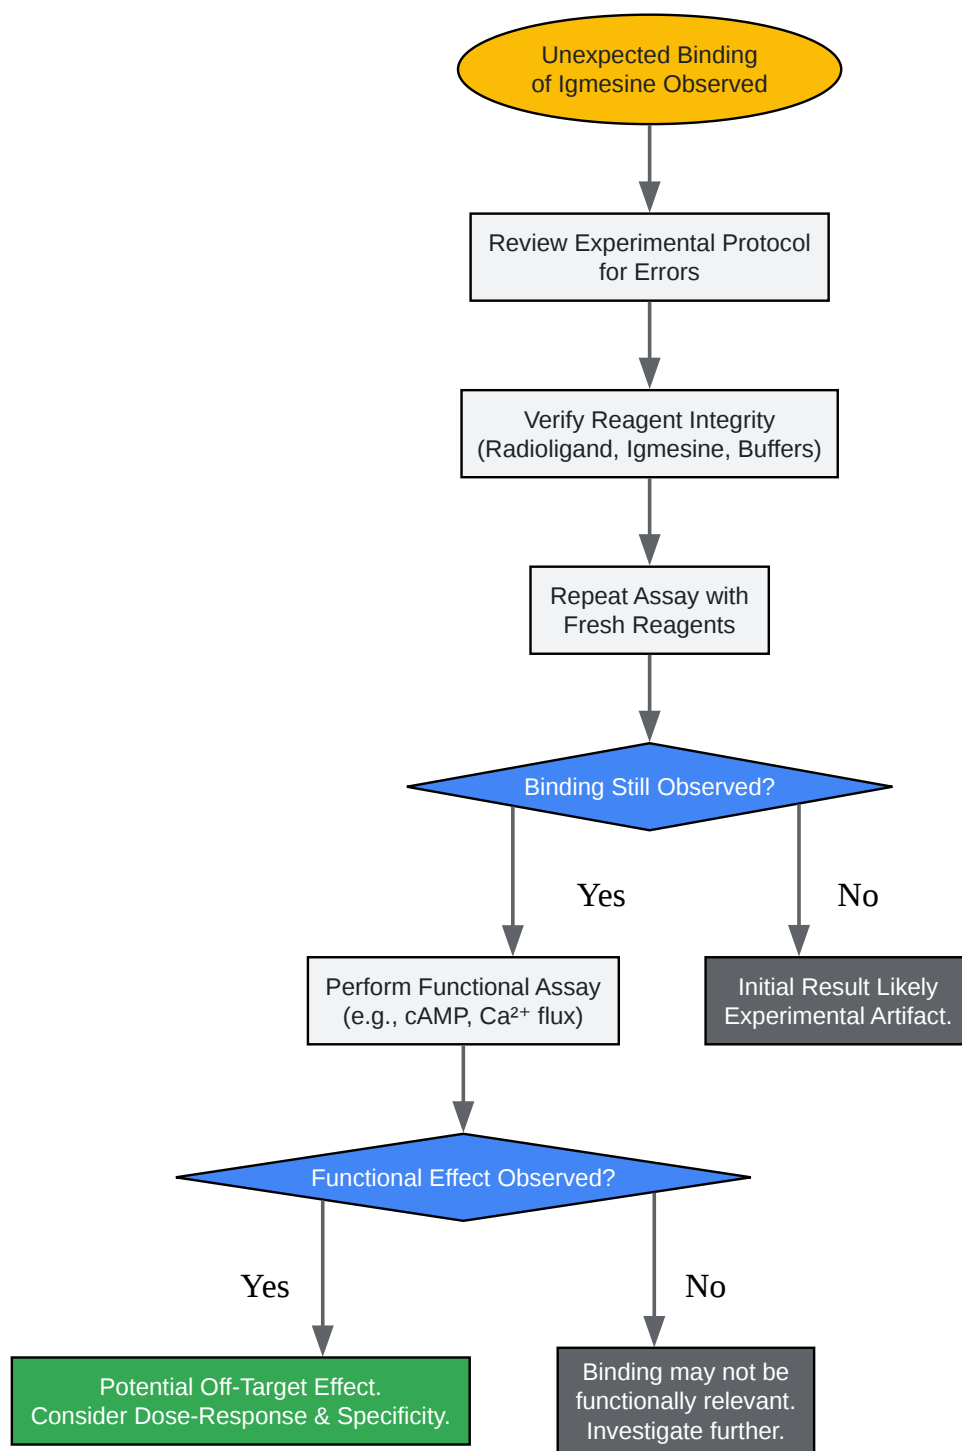 Unexpected Binding
of Igmesine Observed
Review Experimental Protocol
for Errors
Verify Reagent Integrity
(Radioligand, Igmesine, Buffers)
Repeat Assay with
Fresh Reagents
Binding Still Observed?
Yes
No
Perform Functional Assay
(e.g., cAMP, Ca²⁺ flux)
Initial Result Likely
Experimental Artifact.
Functional Effect Observed?
Yes
No
Potential Off-Target Effect.
Consider Dose-Response & Specificity.
Binding may not be
functionally relevant.
Investigate further.